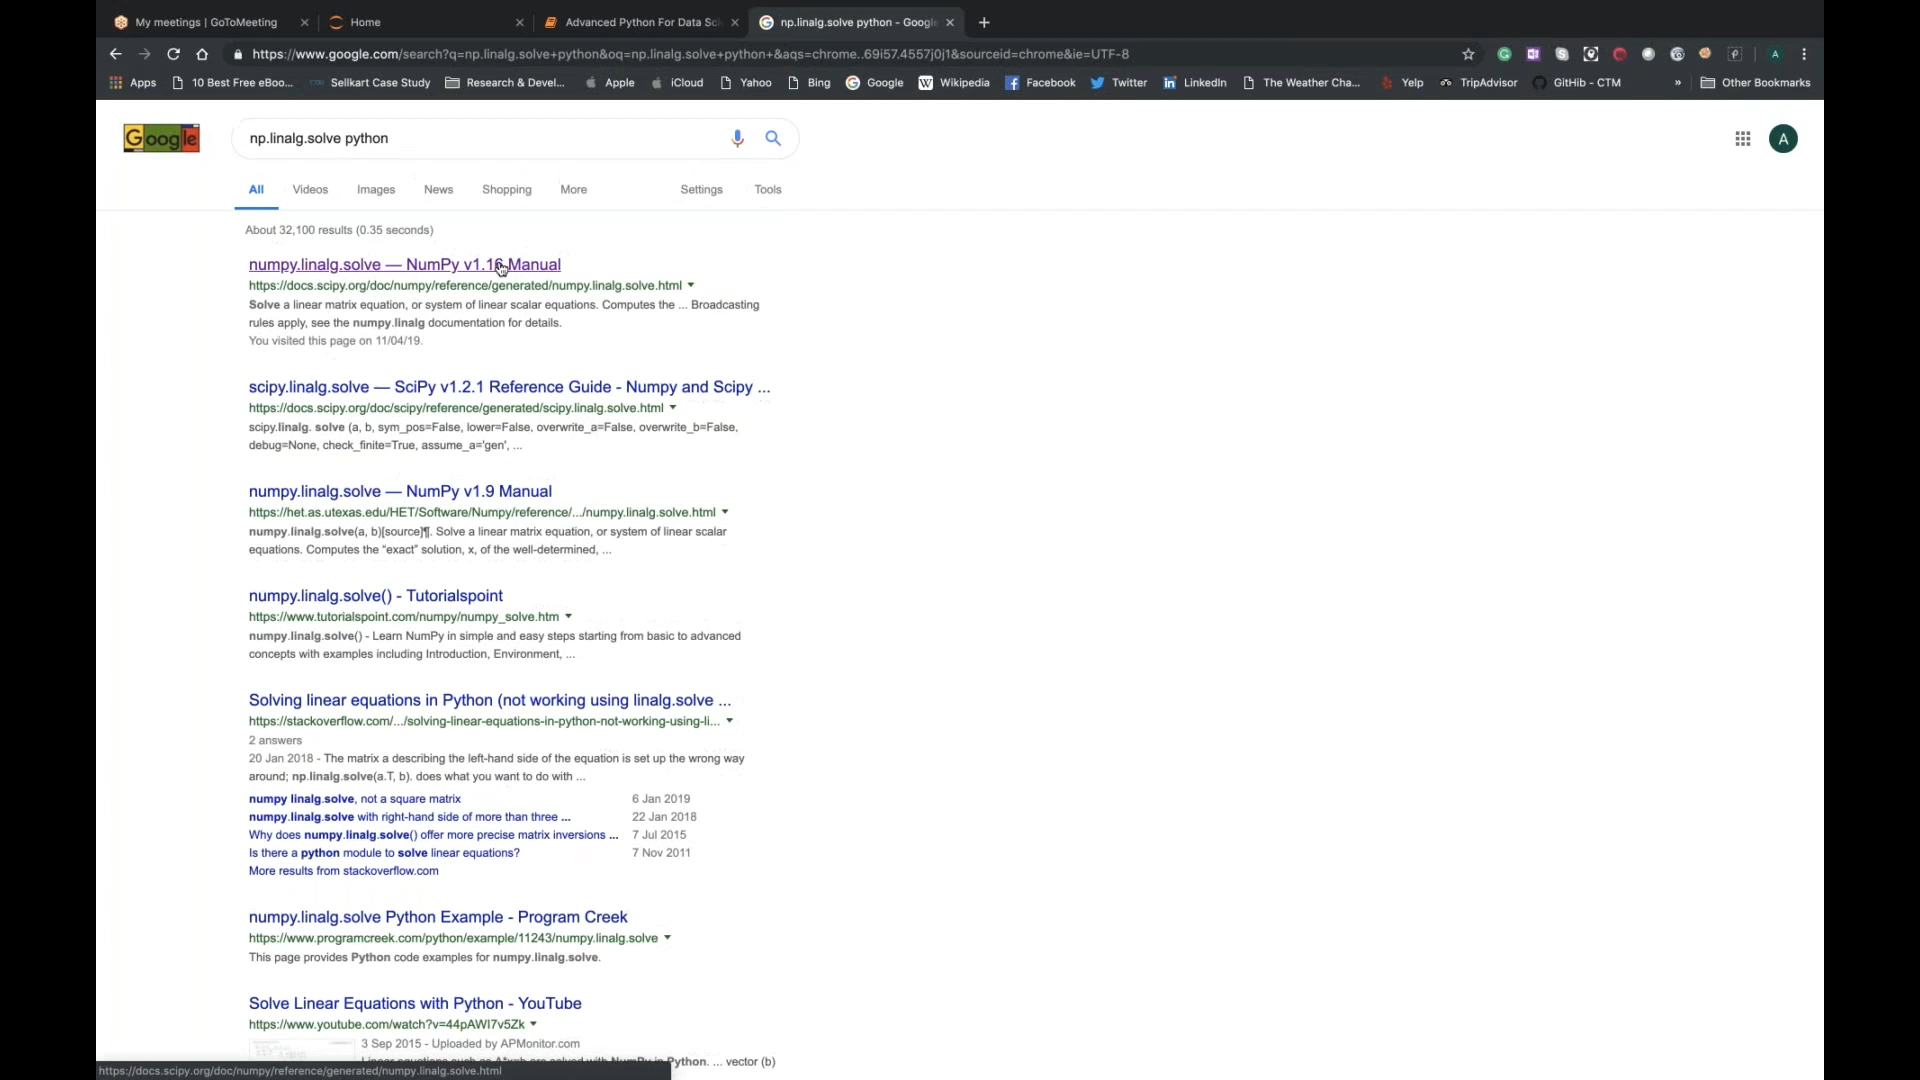 My meetings | GoToMeeting
Home
Advanced Python For Data Sci
np.linalg.solve python - Google
https://www.google.com/search?q=np.linalg.solve+python&oq=np.linalg.solve+python+&aqs=chrome..69i57.4557j0j1&sourceid=chrome&ie=UTF-8
Apps
10 Best Free eBoo...
Sellkart Case Study
Research & Devel...
Apple
iCloud
Yahoo
Bing
Google
Wikipedia
Facebook
Twitter
LinkedIn
The Weather Cha...
Yelp
TripAdvisor
GitHib - CTM
»
Other Bookmarks
Google
np.linalg.solve python
A
All
Videos
Images
News
Shopping
More
Settings
Tools
About 32,100 results (0.35 seconds)
numpy.linalg.solve — NumPy v1.16 Manual
https://docs.scipy.org/doc/numpy/reference/generated/numpy.linalg.solve.html
Solve a linear matrix equation, or system of linear scalar equations. Computes the ... Broadcasting
rules apply, see the numpy.linalg documentation for details.
You visited this page on 11/04/19.
scipy.linalg.solve — SciPy v1.2.1 Reference Guide - Numpy and Scipy ...
https://docs.scipy.org/doc/scipy/reference/generated/scipy.linalg.solve.html
scipy.linalg. solve (a, b, sym_pos=False, lower=False, overwrite_a=False, overwrite_b=False,
debug=None, check_finite=True, assume_a='gen', ...
numpy.linalg.solve — NumPy v1.9 Manual
https://het.as.utexas.edu/HET/Software/Numpy/reference/.../numpy.linalg.solve.html
numpy.linalg.solve(a, b)[source]¶. Solve a linear matrix equation, or system of linear scalar
equations. Computes the “exact” solution, x, of the well-determined, ...
numpy.linalg.solve() - Tutorialspoint
https://www.tutorialspoint.com/numpy/numpy_solve.htm
numpy.linalg.solve() - Learn NumPy in simple and easy steps starting from basic to advanced
concepts with examples including Introduction, Environment, ...
Solving linear equations in Python (not working using linalg.solve ...
https://stackoverflow.com/.../solving-linear-equations-in-python-not-working-using-li...
2 answers
20 Jan 2018 - The matrix a describing the left-hand side of the equation is set up the wrong way
around; np.linalg.solve(a.T, b). does what you want to do with ...
numpy linalg.solve, not a square matrix 6 Jan 2019
numpy.linalg.solve with right-hand side of more than three ... 22 Jan 2018
Why does numpy.linalg.solve() offer more precise matrix inversions ... 7 Jul 2015
Is there a python module to solve linear equations? 7 Nov 2011
More results from stackoverflow.com
numpy.linalg.solve Python Example - Program Creek
https://www.programcreek.com/python/example/11243/numpy.linalg.solve
This page provides Python code examples for numpy.linalg.solve.
Solve Linear Equations with Python - YouTube
https://www.youtube.com/watch?v=44pAWI7v5Zk
3 Sep 2015 - Uploaded by APMonitor.com
Linear equations such as A*x=b are solved with NumPy in Python. ... vector (b)
https://docs.scipy.org/doc/numpy/reference/generated/numpy.linalg.solve.html